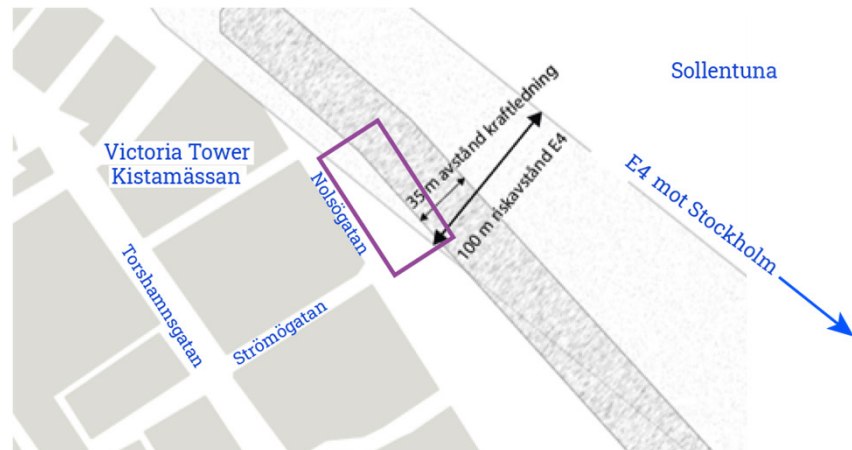 Sollentuna
35 m avstånd kraftledning
100 m riskavstånd E4
E4 mot Stockholm
Victoria Tower
Kistamässan
Nolsögatan
Torshamnsgatan
Strömögatan